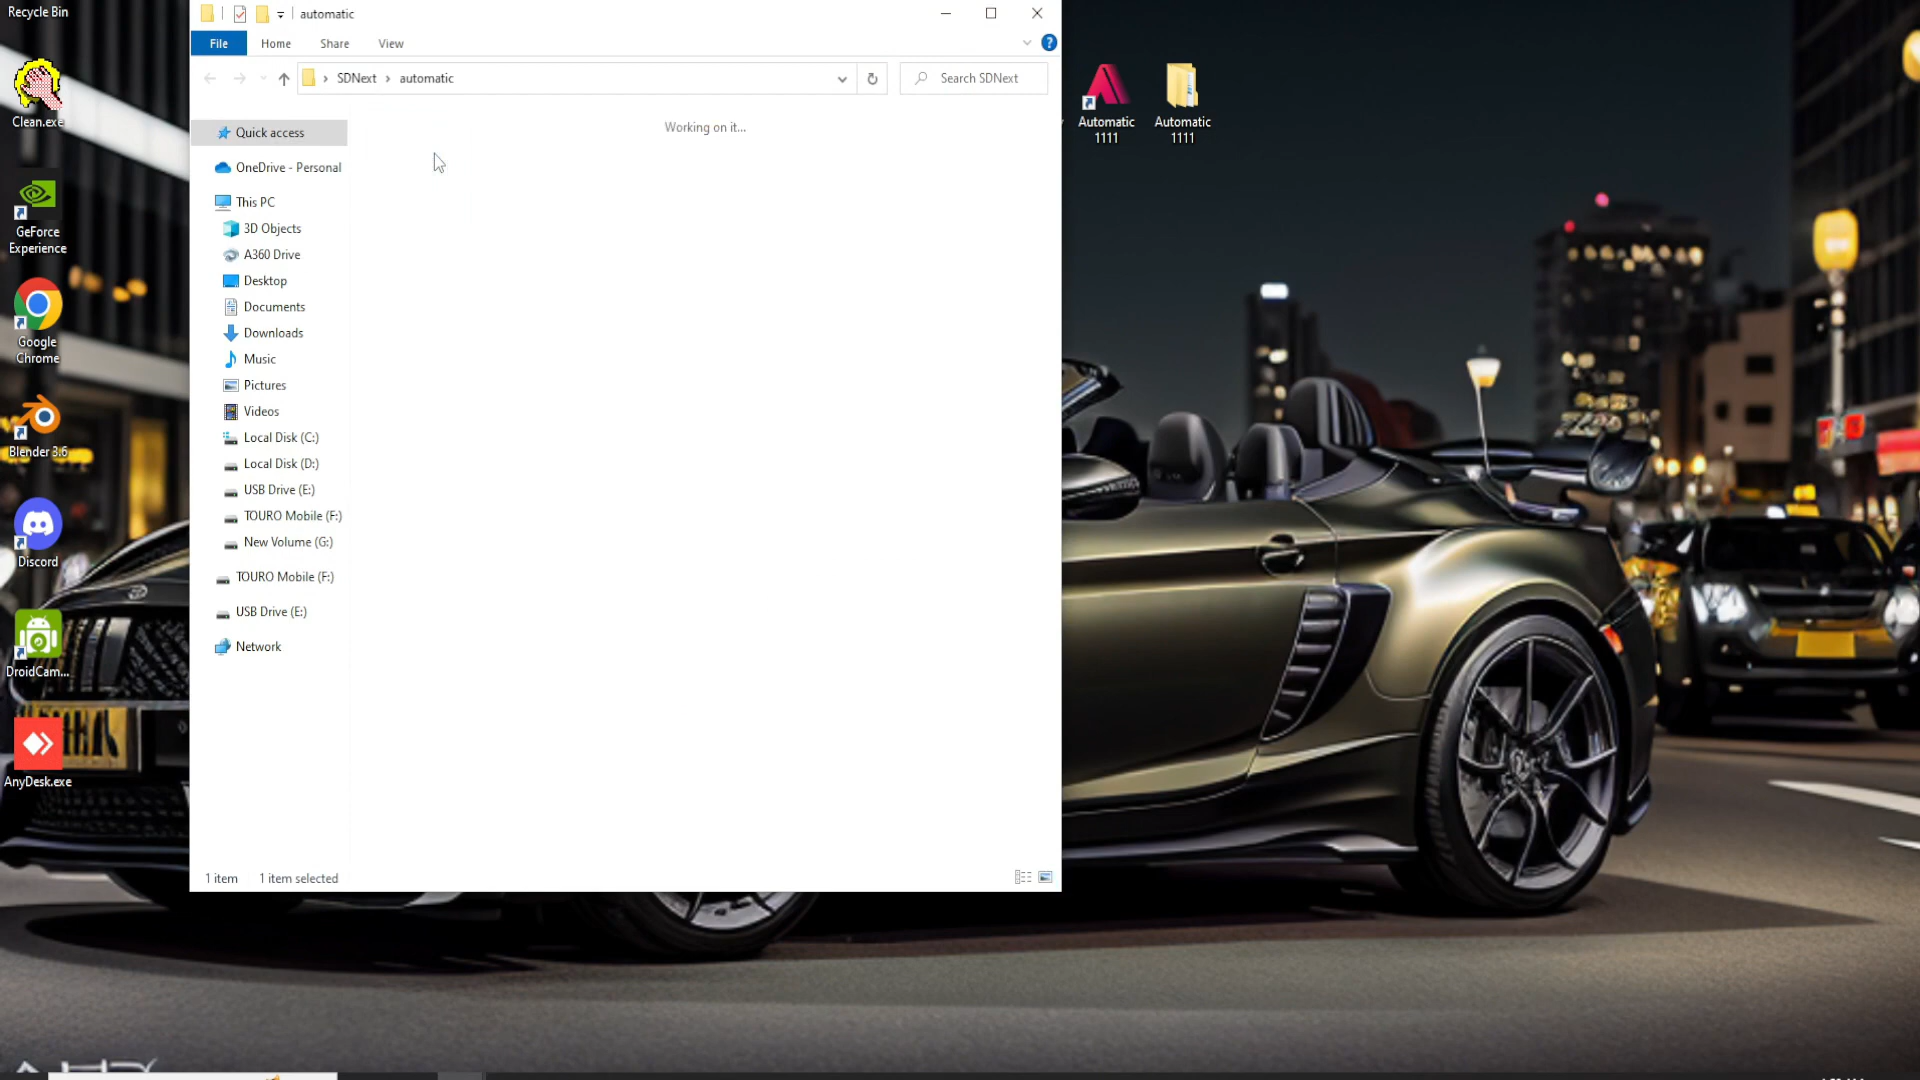 Recycle Bin
automatic
File
Home
Share
View
SDNext
automatic
Search SDNext
Working on it...
Quick access
OneDrive - Personal
This PC
3D Objects
A360 Drive
Desktop
Documents
Downloads
Music
Pictures
Videos
Local Disk (C:)
Local Disk (D:)
USB Drive (E:)
TOURO Mobile (F:)
New Volume (G:)
TOURO Mobile (F:)
USB Drive (E:)
Network
1 item
1 item selected
Clean.exe
GeForce
Experience
Google
Chrome
Blender 3.6
Discord
DroidCam...
AnyDesk.exe
Automatic
1111
Automatic
1111